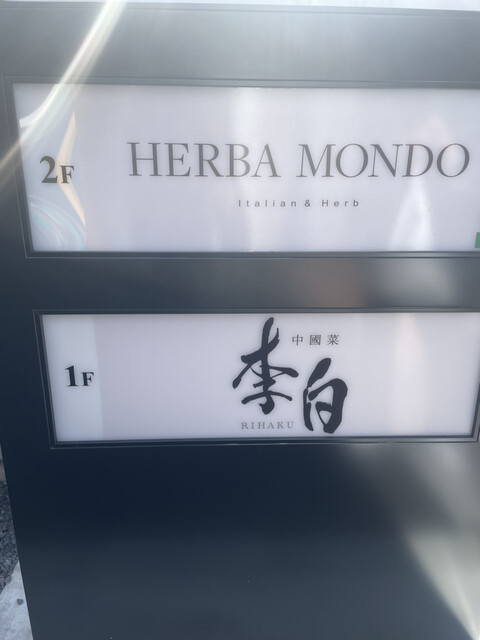 2F
HERBA MONDO
Italian & Herb
1F
中國菜
李白
RIHAKU